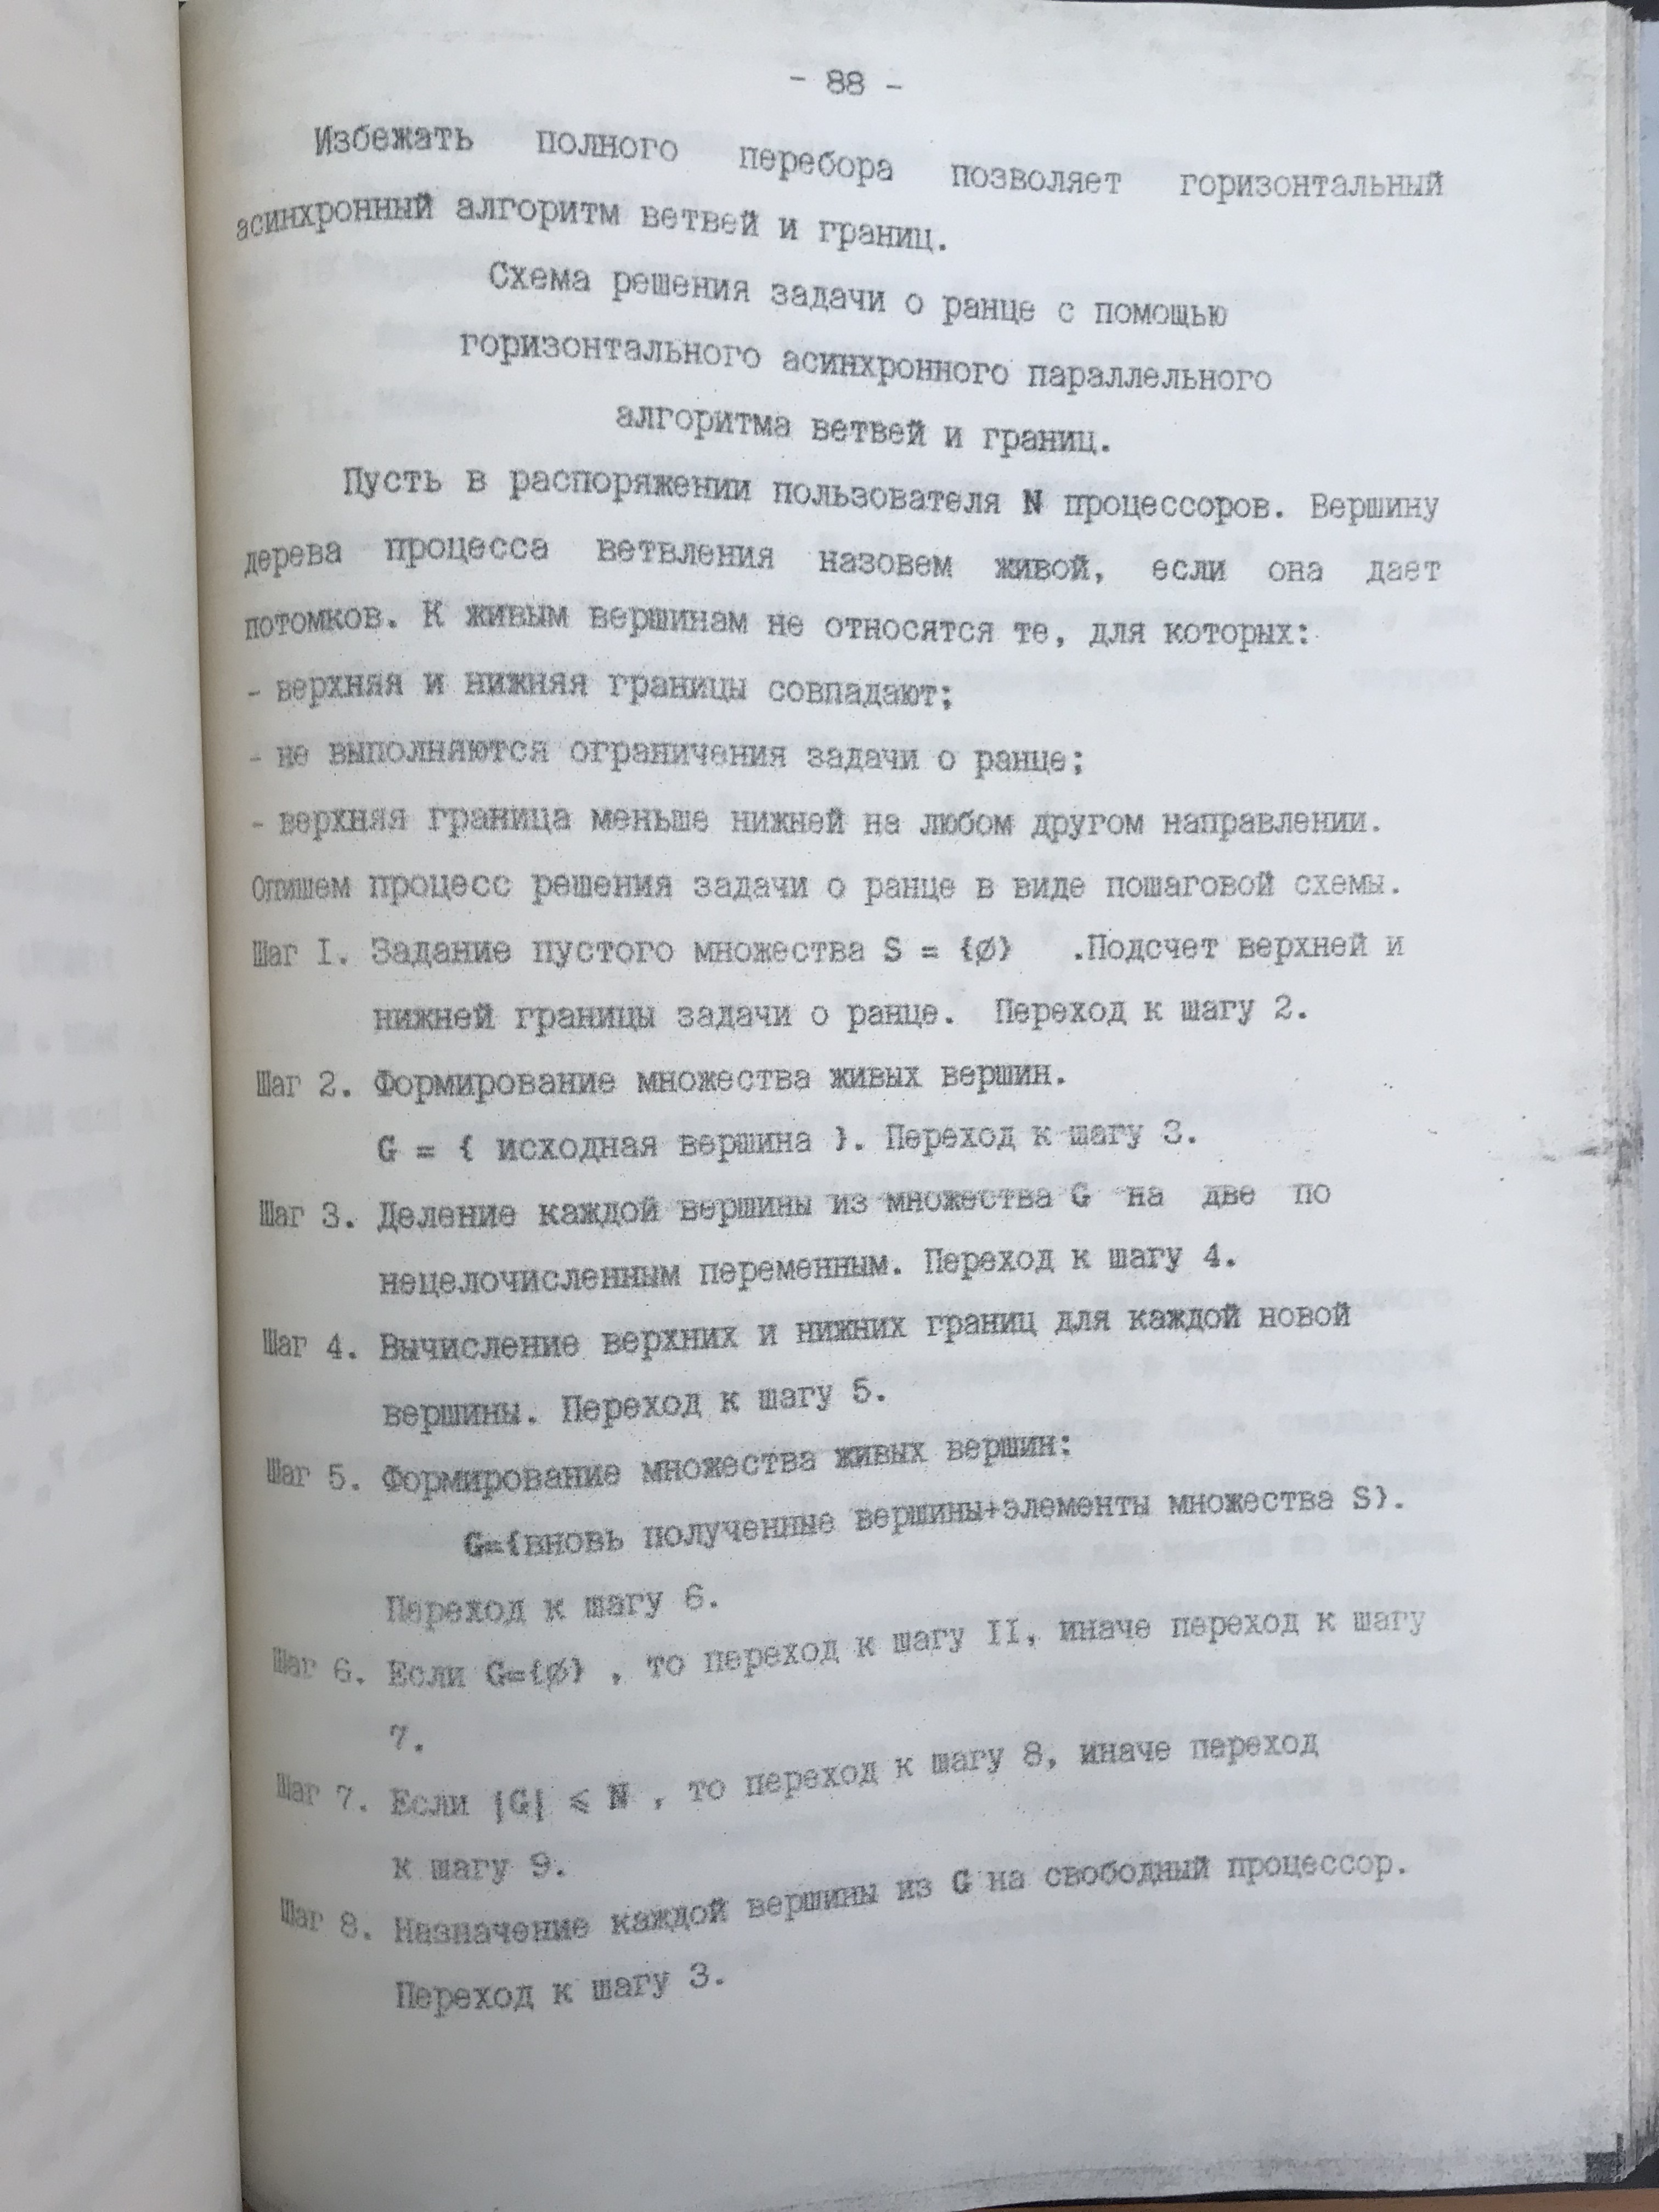 - 88 -
Избежать полного перебора позволяет горизонтальный
асинхронный алгоритм ветвей и границ.
Схема решения задачи о ранце с помощью
горизонтального асинхронного параллельного
алгоритма ветвей и границ.
Пусть в распоряжении пользователя N процессоров. Вершину
дерева процесса ветвления назовем живой, если она дает
потомков. К живым вершинам не относятся те, для которых:
- верхняя и нижняя границы совпадают;
- не выполняются ограничения задачи о ранце;
- верхняя граница меньше нижней на любом другом направлении.
Опишем процесс решения задачи о ранце в виде пошаговой схемы.
Шаг I. Задание пустого множества S = {∅} .Подсчет верхней и
нижней границы задачи о ранце. Переход к шагу 2.
Шаг 2. Формирование множества живых вершин.
G = { исходная вершина }. Переход к шагу 3.
Шаг 3. Деление каждой вершины из множества G на две по
нецелочисленным переменным. Переход к шагу 4.
Шаг 4. Вычисление верхних и нижних границ для каждой новой
вершины. Переход к шагу 5.
Шаг 5. Формирование множества живых вершин:
G={вновь полученные вершины+элементы множества S}.
Переход к шагу 6.
Шаг 6. Если G={∅} , то переход к шагу II, иначе переход к шагу
7.
Шаг 7. Если |G| ⩽ N , то переход к шагу 8, иначе переход
к шагу 9.
Шаг 8. Назначение каждой вершины из G на свободный процессор.
Переход к шагу 3.